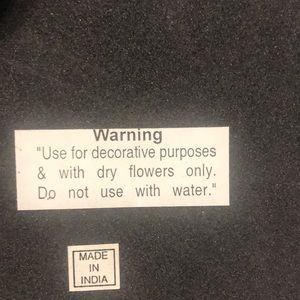 Warning
"Use for decorative purposes
& with dry flowers only.
Do not use with water."
MADE
IN
INDIA